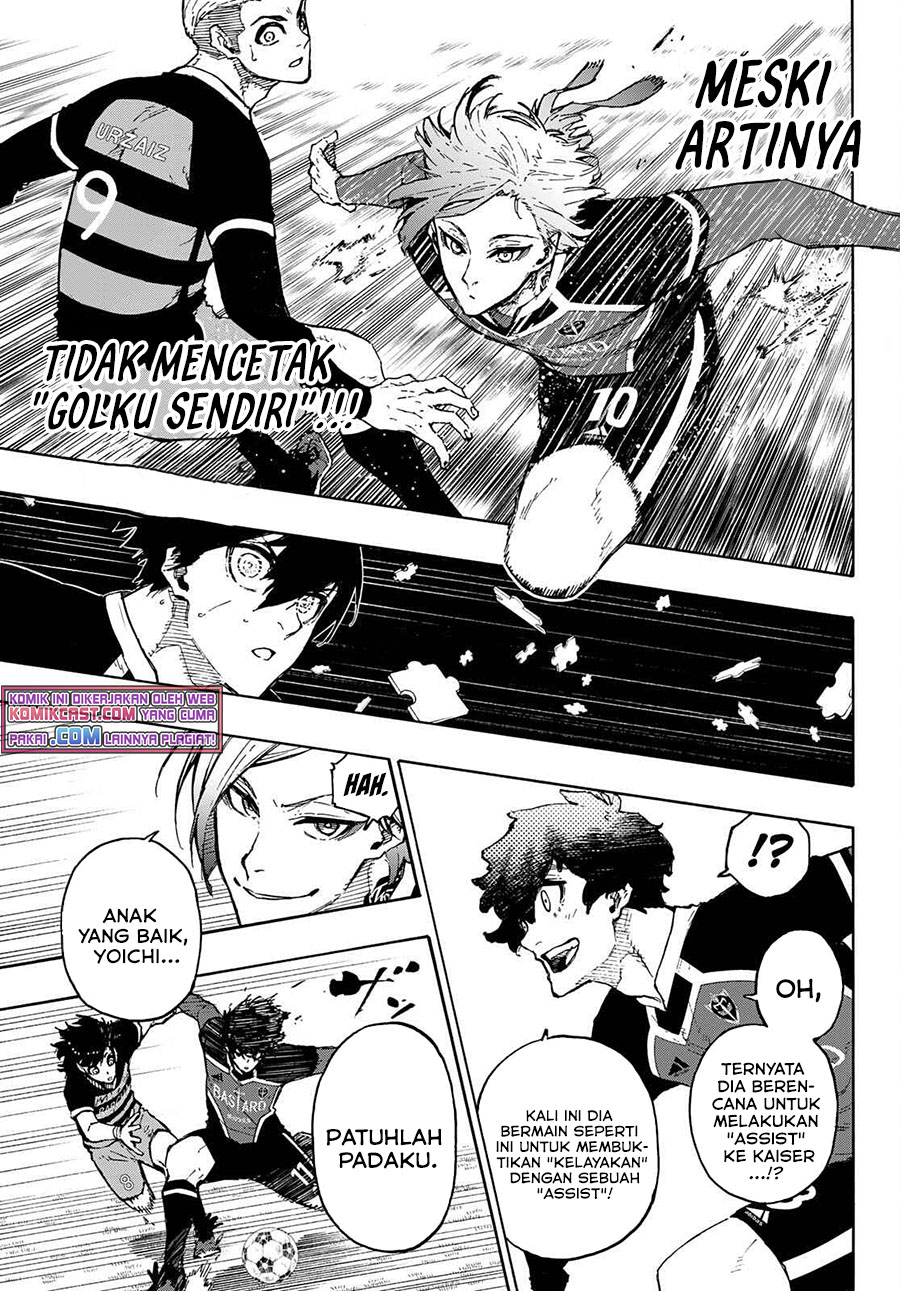 MESKI
ARTINYA
URZAIZ
9
TIDAK MENCETAK
"GOL'KU SENDIRI"!!!
BASTARD
10
KOMIK INI DIKERJAKAN OLEH WEB
KOMIKCAST.COM YANG CUMA
PAKAI .COM LAINNYA PLAGIAT!
!?
OH,
TERNYATA
DIA BEREN-
CANA UNTUK
MELAKUKAN
"ASSIST"
KE KAISER
...!?
KALI INI DIA
BERMAIN SEPERTI
INI UNTUK MEMBUK-
TIKAN "KELAYAKAN"
DENGAN SEBUAH
"ASSIST"!
HAH.
ANAK
YANG BAIK,
YOICHI...
BASTARD
8
PATUHLAH
PADAKU.